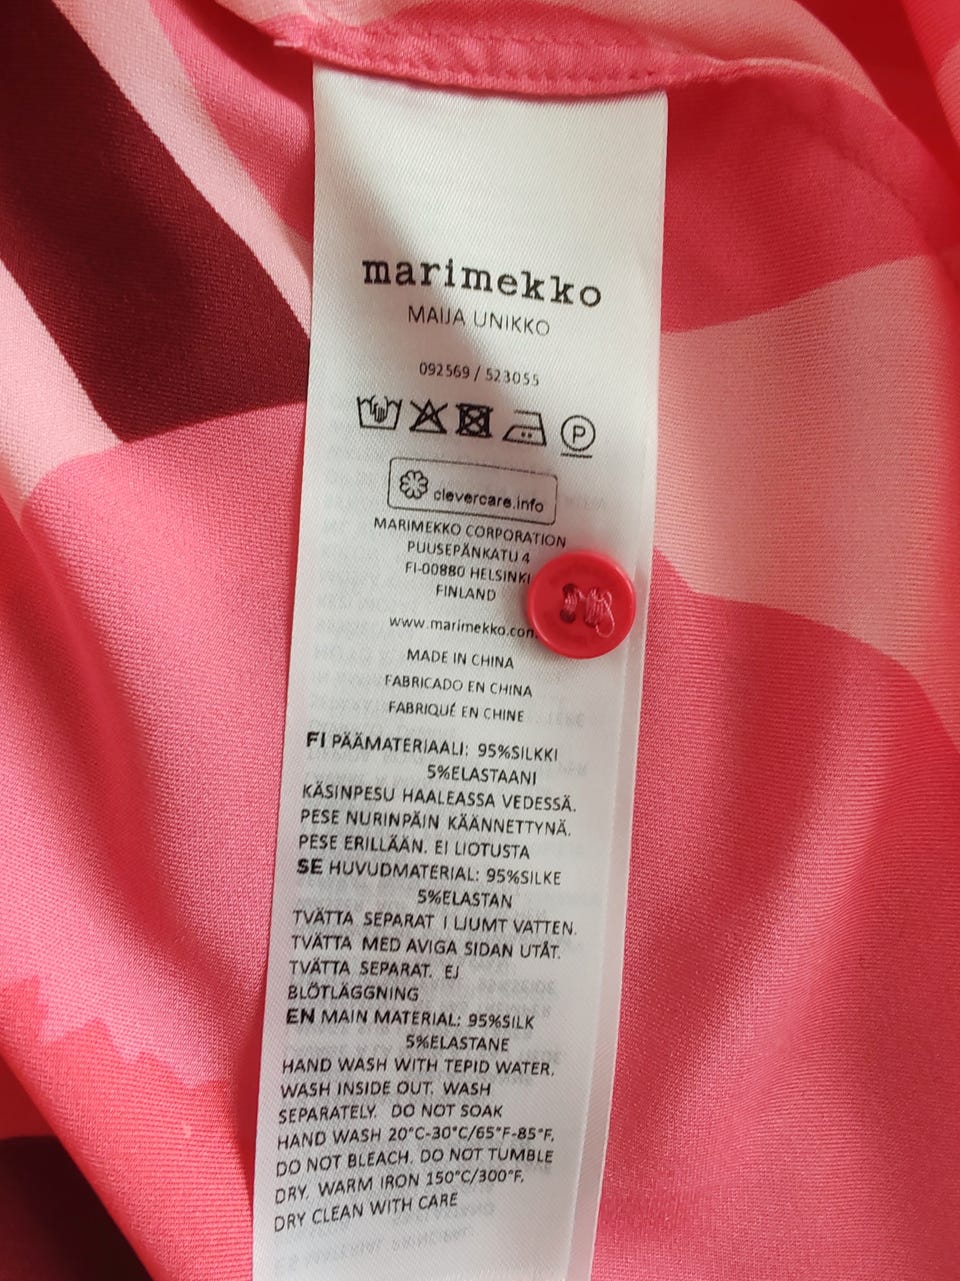 marimekko
MAIJA UNIKKO
092569 / 523055
P
clevercare.info
MARIMEKKO CORPORATION
PUUSEPÄNKATU 4
FI-00880 HELSINKI
FINLAND
www.marimekko.com
MADE IN CHINA
FABRICADO EN CHINA
FABRIQUÉ EN CHINE
FI PÄÄMATERIAALI: 95%SILKKI
5%ELASTAANI
KÄSINPESU HAALEASSA VEDESSÄ.
PESE NURINPÄIN KÄÄNNETTYNÄ.
PESE ERILLÄÄN. EI LIOTUSTA
SE HUVUDMATERIAL: 95%SILKE
5%ELASTAN
TVÄTTA SEPARAT I LJUMT VATTEN.
TVÄTTA MED AVIGA SIDAN UTÅT.
TVÄTTA SEPARAT. EJ
BLÖTLÄGGNING
EN MAIN MATERIAL: 95%SILK
5%ELASTANE
HAND WASH WITH TEPID WATER.
WASH INSIDE OUT. WASH
SEPARATELY. DO NOT SOAK
HAND WASH 20°C-30°C/65°F-85°F.
DO NOT BLEACH. DO NOT TUMBLE
DRY. WARM IRON 150°C/300°F.
DRY CLEAN WITH CARE